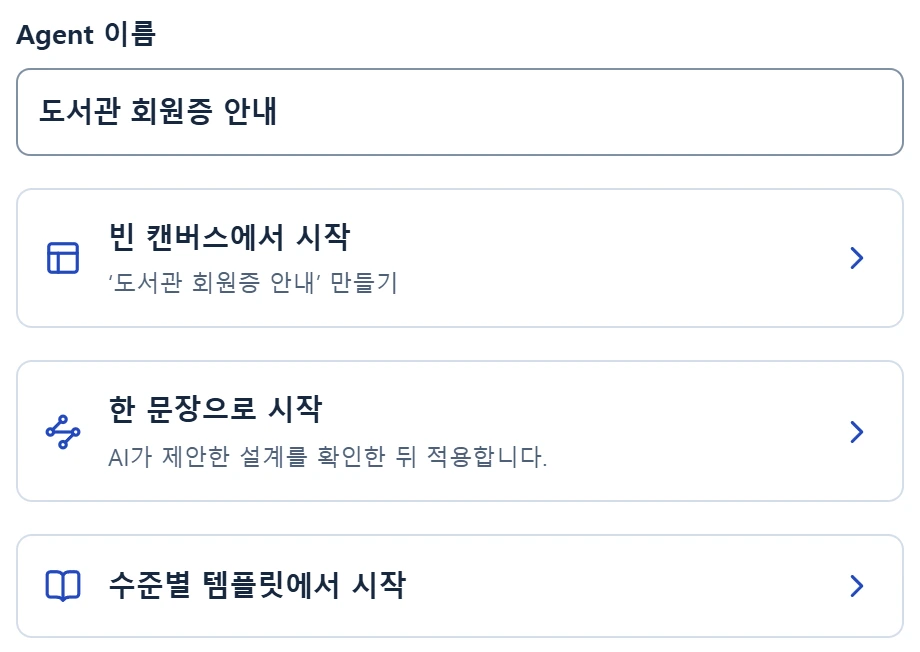 Agent 이름
도서관 회원증 안내
빈 캔버스에서 시작
‘도서관 회원증 안내’ 만들기
한 문장으로 시작
AI가 제안한 설계를 확인한 뒤 적용합니다.
수준별 템플릿에서 시작